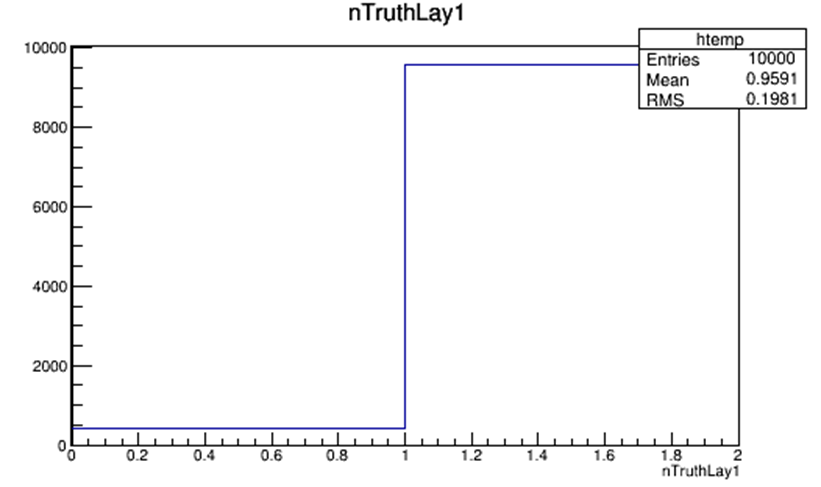 nTruthLay1
htemp
Entries 10000
Mean 0.9591
RMS 0.1981
10000
8000
6000
4000
2000
0
0 0.2 0.4 0.6 0.8 1 1.2 1.4 1.6 1.8 2
nTruthLay1